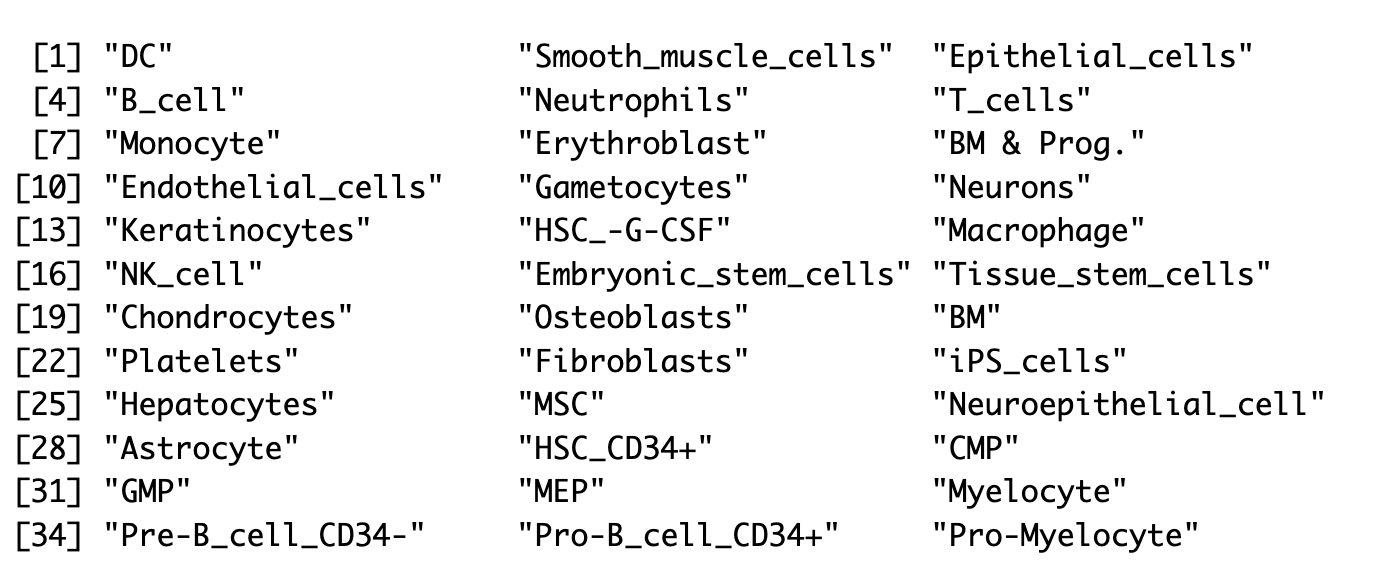 [1] "DC" "Smooth_muscle_cells" "Epithelial_cells"
[4] "B_cell" "Neutrophils" "T_cells"
[7] "Monocyte" "Erythroblast" "BM & Prog."
[10] "Endothelial_cells" "Gametocytes" "Neurons"
[13] "Keratinocytes" "HSC_-G-CSF" "Macrophage"
[16] "NK_cell" "Embryonic_stem_cells" "Tissue_stem_cells"
[19] "Chondrocytes" "Osteoblasts" "BM"
[22] "Platelets" "Fibroblasts" "iPS_cells"
[25] "Hepatocytes" "MSC" "Neuroepithelial_cell"
[28] "Astrocyte" "HSC_CD34+" "CMP"
[31] "GMP" "MEP" "Myelocyte"
[34] "Pre-B_cell_CD34-" "Pro-B_cell_CD34+" "Pro-Myelocyte"